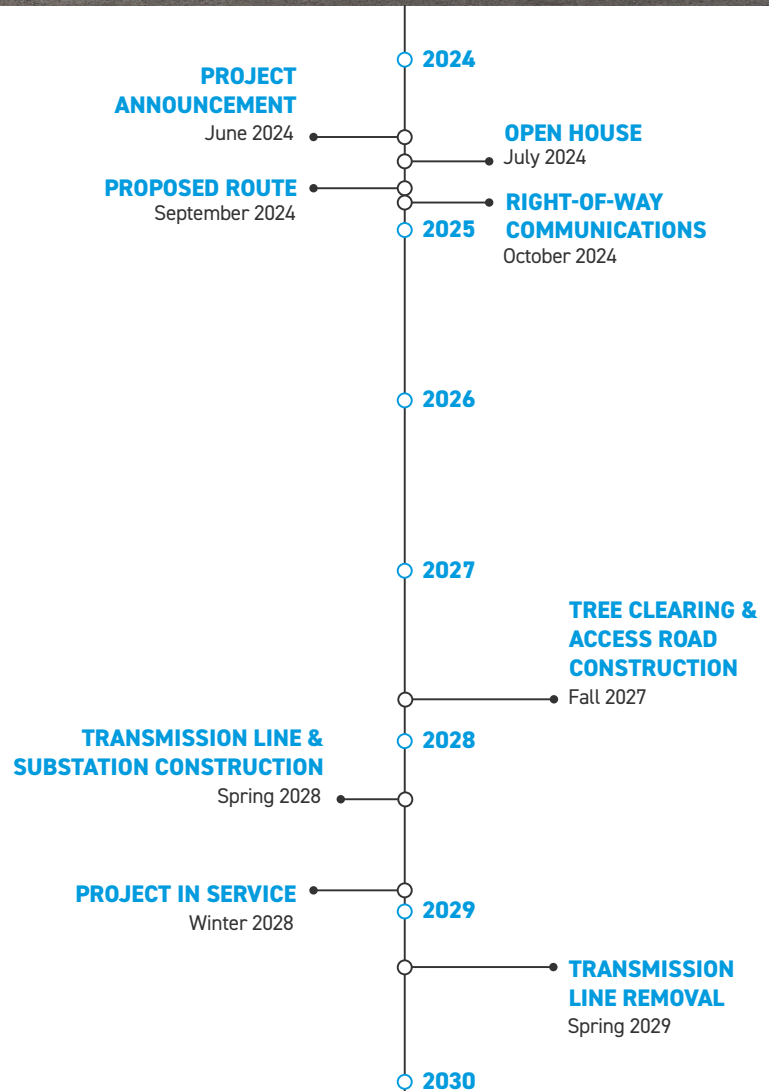 2024
PROJECT
ANNOUNCEMENT
June 2024
OPEN HOUSE
July 2024
PROPOSED ROUTE
September 2024
RIGHT-OF-WAY
COMMUNICATIONS
October 2024
2025
2026
2027
TREE CLEARING &
ACCESS ROAD
CONSTRUCTION
Fall 2027
2028
TRANSMISSION LINE &
SUBSTATION CONSTRUCTION
Spring 2028
PROJECT IN SERVICE
Winter 2028
2029
TRANSMISSION
LINE REMOVAL
Spring 2029
2030